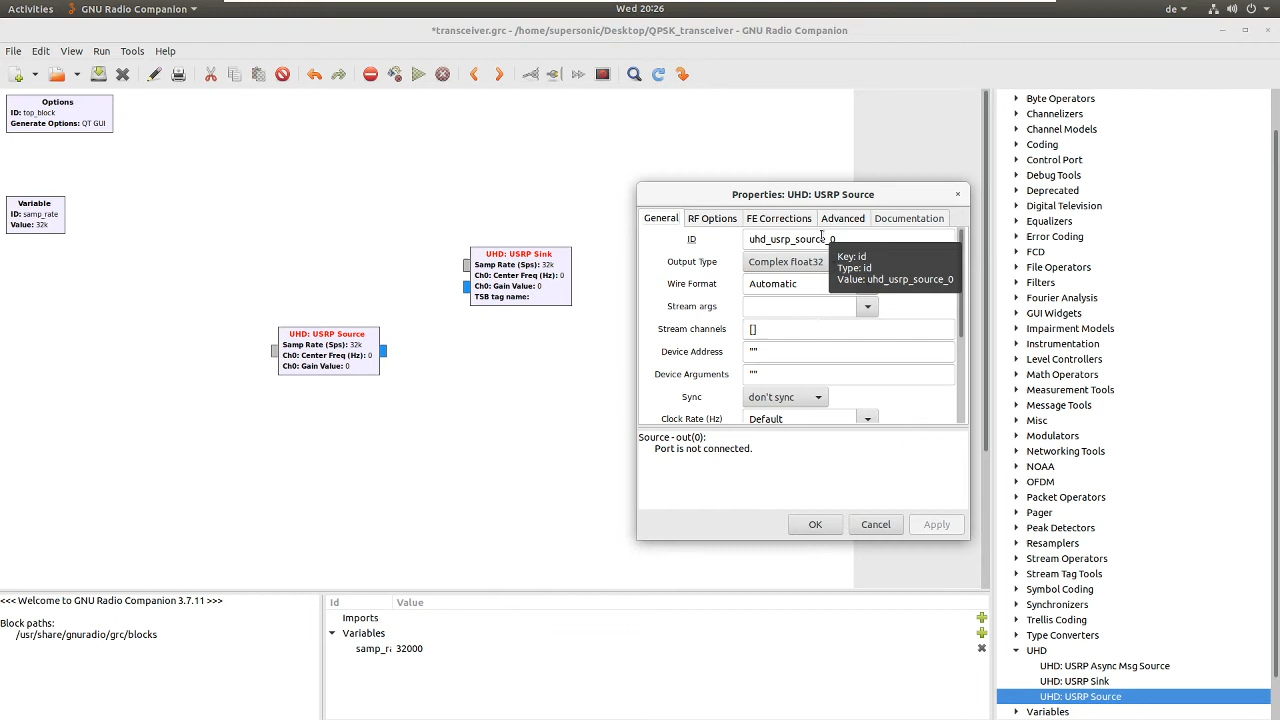 Activities
GNU Radio Companion
Wed 20:26
de
*transceiver.grc - /home/supersonic/Desktop/QPSK_transceiver - GNU Radio Companion
File Edit View Run Tools Help
Options
ID: top_block
Generate Options: QT GUI
Variable
ID: samp_rate
Value: 32k
UHD: USRP Sink
Samp Rate (Sps): 32k
Ch0: Center Freq (Hz): 0
Ch0: Gain Value: 0
TSB tag name:
UHD: USRP Source
Samp Rate (Sps): 32k
Ch0: Center Freq (Hz): 0
Ch0: Gain Value: 0
Properties: UHD: USRP Source
General RF Options FE Corrections Advanced Documentation
ID uhd_usrp_source_0
Output Type Complex float32
Wire Format Automatic
Stream args
Stream channels []
Device Address ""
Device Arguments ""
Sync don't sync
Clock Rate (Hz) Default
Key: id
Type: id
Value: uhd_usrp_source_0
Source - out(0):
Port is not connected.
OK Cancel Apply
Byte Operators
Channelizers
Channel Models
Coding
Control Port
Debug Tools
Deprecated
Digital Television
Equalizers
Error Coding
FCD
File Operators
Filters
Fourier Analysis
GUI Widgets
Impairment Models
Instrumentation
Level Controllers
Math Operators
Measurement Tools
Message Tools
Misc
Modulators
Networking Tools
NOAA
OFDM
Packet Operators
Pager
Peak Detectors
Resamplers
Stream Operators
Stream Tag Tools
Symbol Coding
Synchronizers
Trellis Coding
Type Converters
UHD
UHD: USRP Async Msg Source
UHD: USRP Sink
UHD: USRP Source
Variables
<<< Welcome to GNU Radio Companion 3.7.11 >>>
Block paths:
/usr/share/gnuradio/grc/blocks
Id Value
Imports
Variables
samp_ra 32000